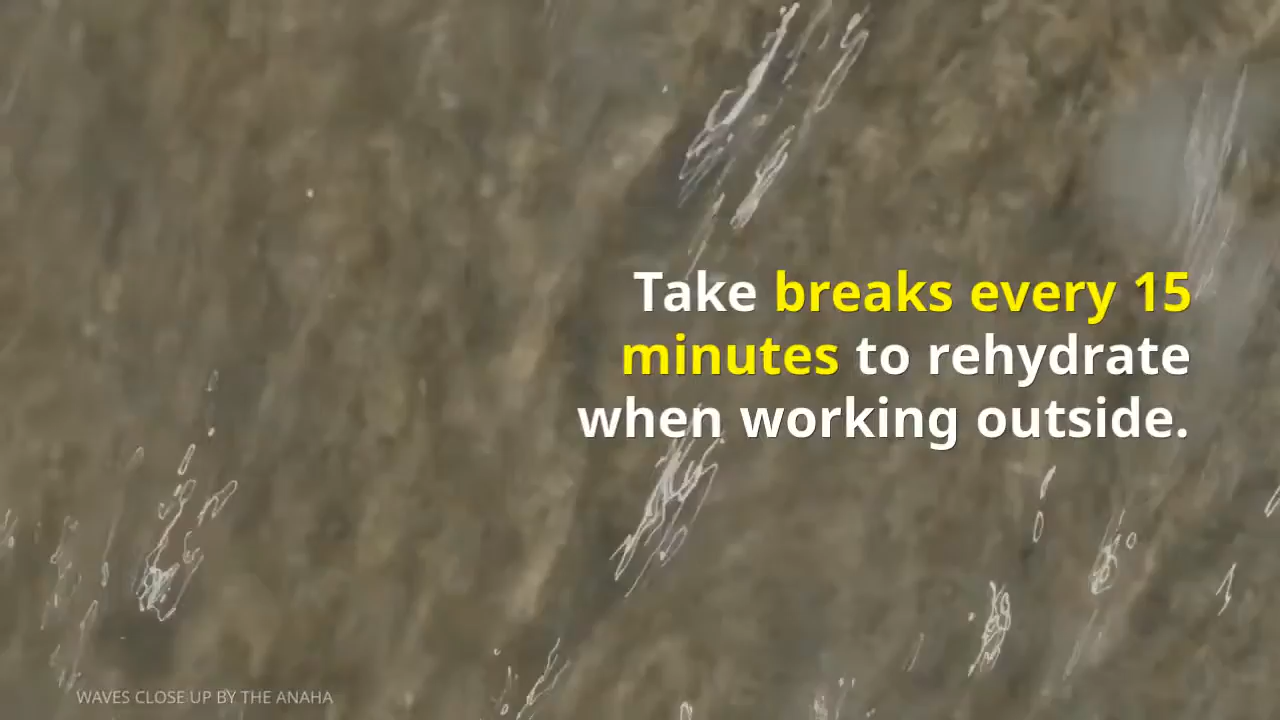 Take breaks every 15
minutes to rehydrate
when working outside.
WAVES CLOSE UP BY THE ANAHA